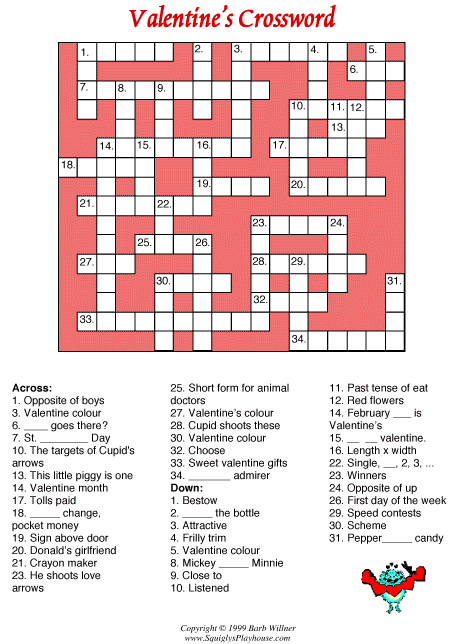 Valentine's Crossword
1. 2. 3. 4. 5.
6.
7. 8. 9.
10. 11. 12.
13.
14. 15. 16. 17.
18.
19. 20.
21. 22.
23. 24.
25. 26.
27. 28. 29.
30. 31.
32.
33.
34.
Across:
1. Opposite of boys
3. Valentine colour
6. ____ goes there?
7. St. _________ Day
10. The targets of Cupid's
arrows
13. This little piggy is one
14. Valentine month
17. Tolls paid
18. _____ change,
pocket money
19. Sign above door
20. Donald's girlfriend
21. Crayon maker
23. He shoots love
arrows
25. Short form for animal
doctors
27. Valentine's colour
28. Cupid shoots these
30. Valentine colour
32. Choose
33. Sweet valentine gifts
34. _______ admirer
Down:
1. Bestow
2. _____ the bottle
3. Attractive
4. Frilly trim
5. Valentine colour
8. Mickey _____ Minnie
9. Close to
10. Listened
11. Past tense of eat
12. Red flowers
14. February ___ is
Valentine's
15. __ __ valentine.
16. Length x width
22. Single, __, 2, 3, ...
23. Winners
24. Opposite of up
26. First day of the week
29. Speed contests
30. Scheme
31. Pepper_____ candy
Copyright © 1999 Barb Willner
www.SquiglysPlayhouse.com